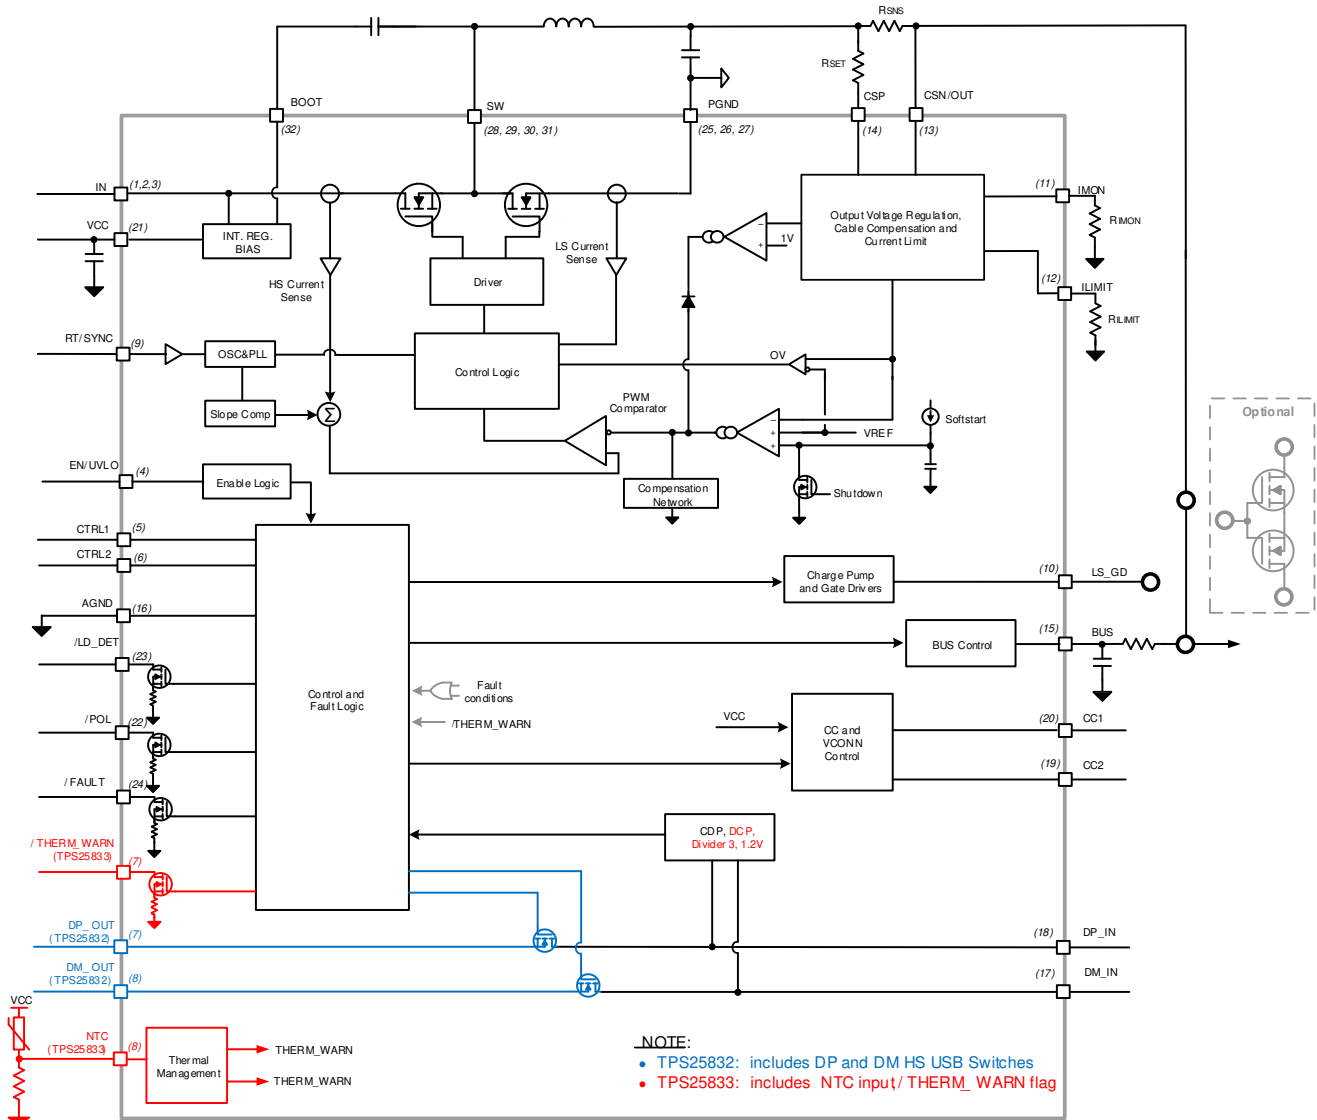 RSNS
RSET
BOOT
SW
PGND
CSP
CSN/OUT
(32)
(28, 29, 30, 31)
(25, 26, 27)
(14)
(13)
IN
(1,2,3)
VCC
(21)
INT. REG.
BIAS
HS Current
Sense
LS Current
Sense
Driver
1V
Output Voltage Regulation,
Cable Compensation and
Current Limit
(11)
IMON
RIMON
(12)
ILIMIT
RILIMIT
RT/SYNC
(9)
OSC&PLL
Slope Comp
Σ
Control Logic
OV
PWM
Comparator
VREF
Softstart
Compensation
Network
Shutdown
EN/UVLO
(4)
Enable Logic
CTRL1
(5)
CTRL2
(6)
AGND
(16)
/LD_DET
(23)
/POL
(22)
/FAULT
(24)
/THERM_WARN
(TPS25833)
(7)
DP_OUT
(TPS25832)
(7)
DM_OUT
(TPS25832)
(8)
VCC
NTC
(TPS25833)
(8)
Control and
Fault Logic
Fault
conditions
/THERM_WARN
Charge Pump
and Gate Drivers
(10)
LS_GD
BUS Control
(15)
BUS
VCC
CC and
VCONN
Control
(20)
CC1
(19)
CC2
CDP, DCP,
Divider 3, 1.2V
(18)
DP_IN
(17)
DM_IN
Optional
Thermal
Management
THERM_WARN
THERM_WARN
NOTE:
• TPS25832: includes DP and DM HS USB Switches
• TPS25833: includes NTC input / THERM_WARN flag